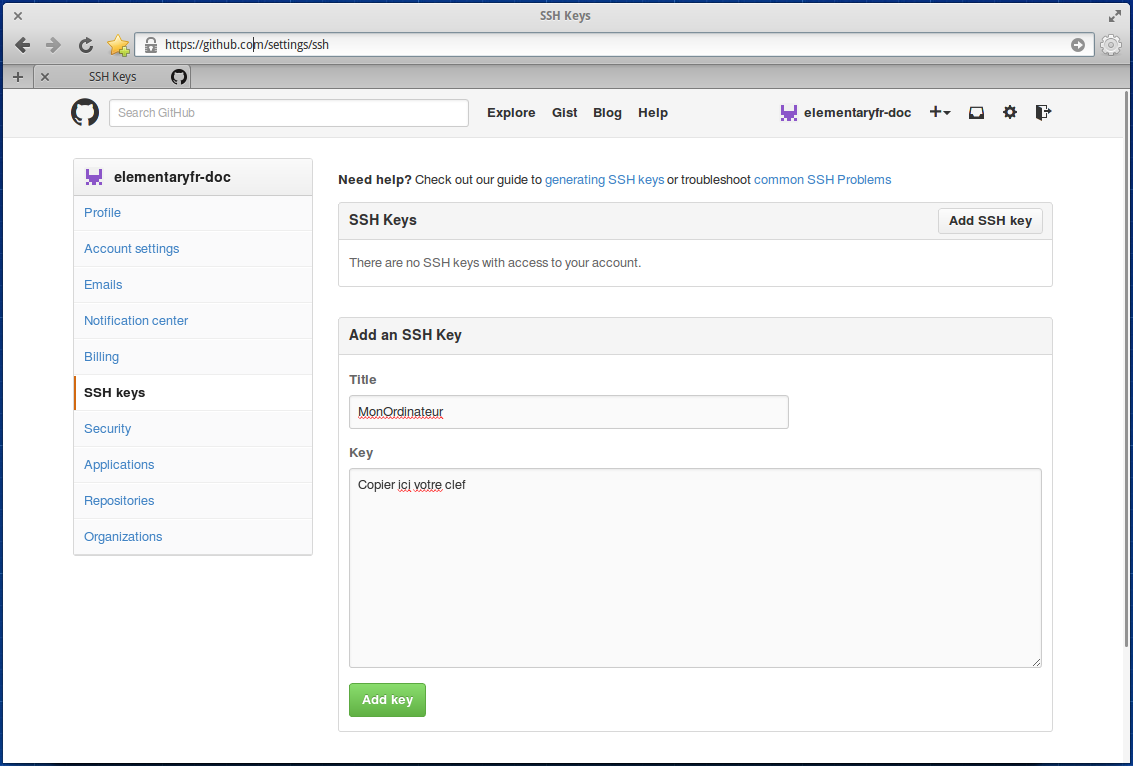 SSH Keys
https://github.com/settings/ssh
SSH Keys
Search GitHub
Explore Gist Blog Help
elementaryfr-doc
elementaryfr-doc
Profile
Account settings
Emails
Notification center
Billing
SSH keys
Security
Applications
Repositories
Organizations
Need help? Check out our guide to generating SSH keys or troubleshoot common SSH Problems
SSH Keys
Add SSH key
There are no SSH keys with access to your account.
Add an SSH Key
Title
MonOrdinateur
Key
Copier ici votre clef
Add key